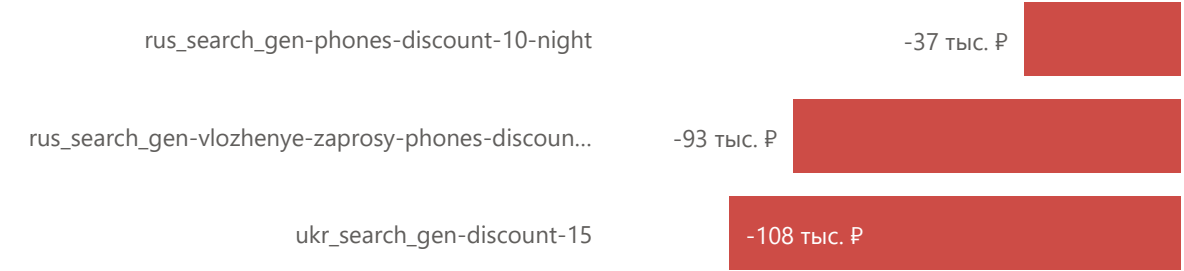 rus_search_gen-phones-discount-10-night -37 тыс. ₽
rus_search_gen-vlozhenye-zaprosy-phones-discoun... -93 тыс. ₽
ukr_search_gen-discount-15 -108 тыс. ₽